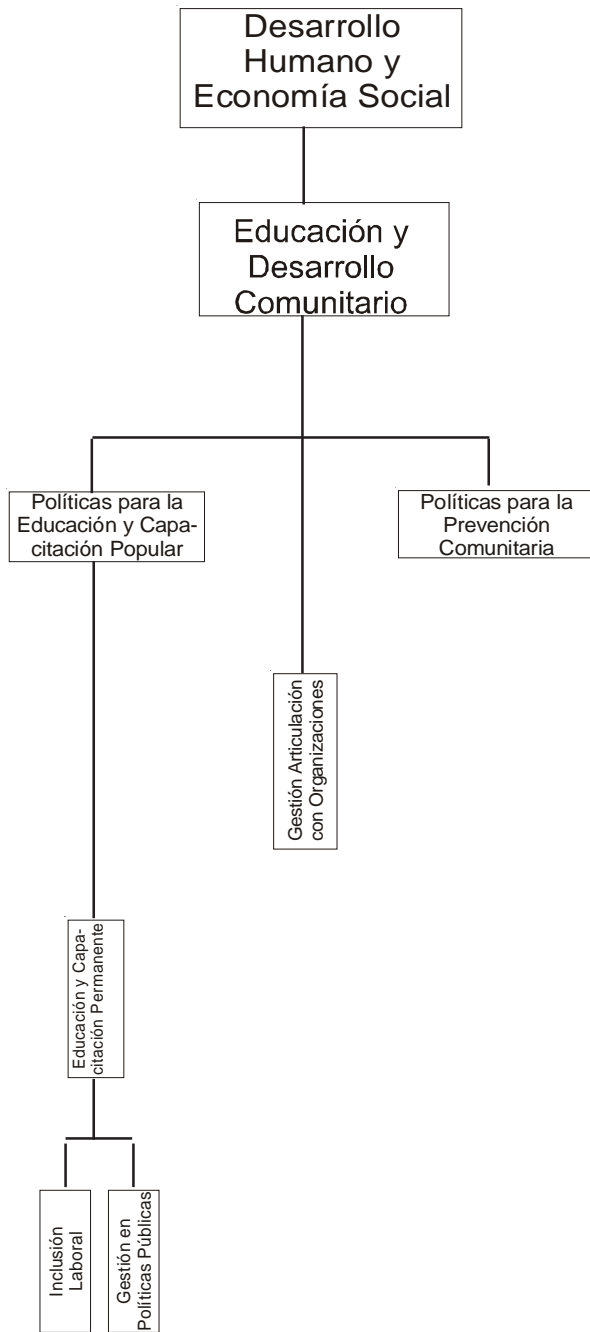 Desarrollo
Humano y
Economía Social
Educación y
Desarrollo
Comunitario
Políticas para la
Educación y Capa-
citación Popular
Políticas para la
Prevención
Comunitaria
Gestión Articulación
con Organizaciones
Educación y Capa-
citación Permanente
Inclusión
Laboral
Gestión en
Políticas Públicas